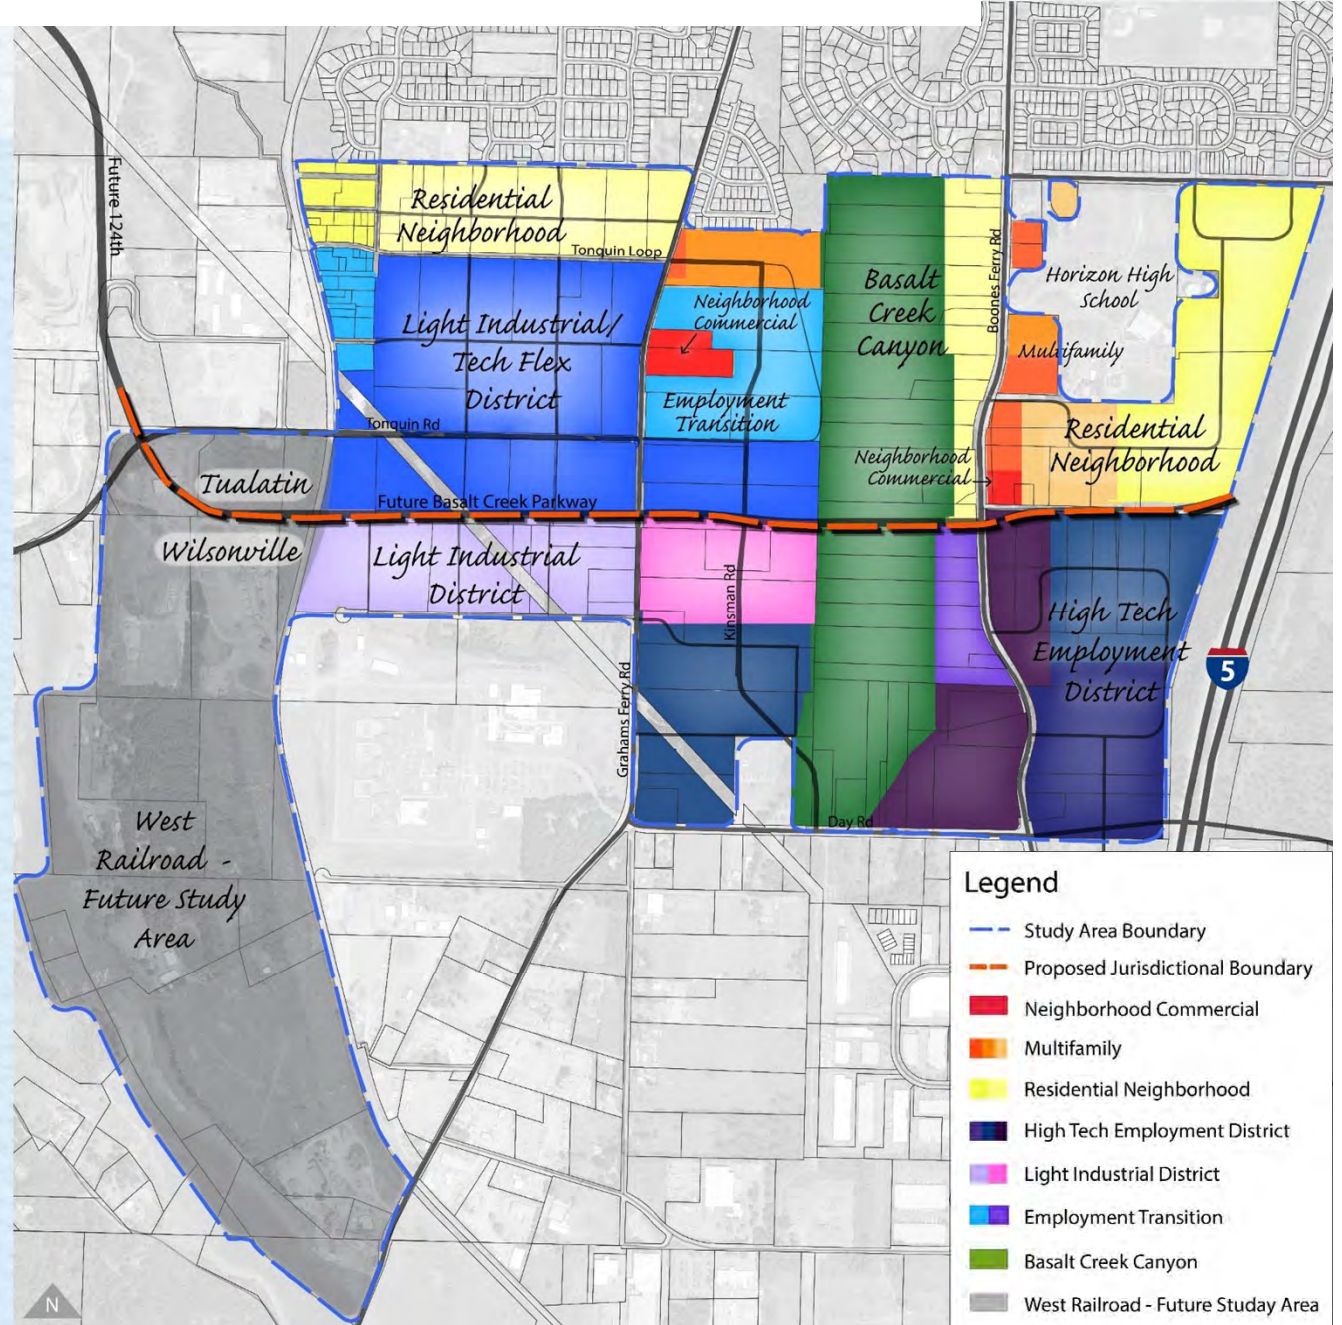 Future 124th
Residential
Neighborhood
Tonquin Loop
Light Industrial/
Tech Flex
District
Neighborhood
Commercial
Employment
Transition
Basalt
Creek
Canyon
Boones Ferry Rd
Horizon High
School
Multifamily
Residential
Neighborhood
Neighborhood
Commercial
Tonquin Rd
Tualatin
Future Basalt Creek Parkway
Wilsonville
Light Industrial
District
Kinsman Rd
Grahams Ferry Rd
High Tech
Employment
District
5
Day Rd
West
Railroad -
Future Study
Area
Legend
Study Area Boundary
Proposed Jurisdictional Boundary
Neighborhood Commercial
Multifamily
Residential Neighborhood
High Tech Employment District
Light Industrial District
Employment Transition
Basalt Creek Canyon
West Railroad - Future Studay Area
N